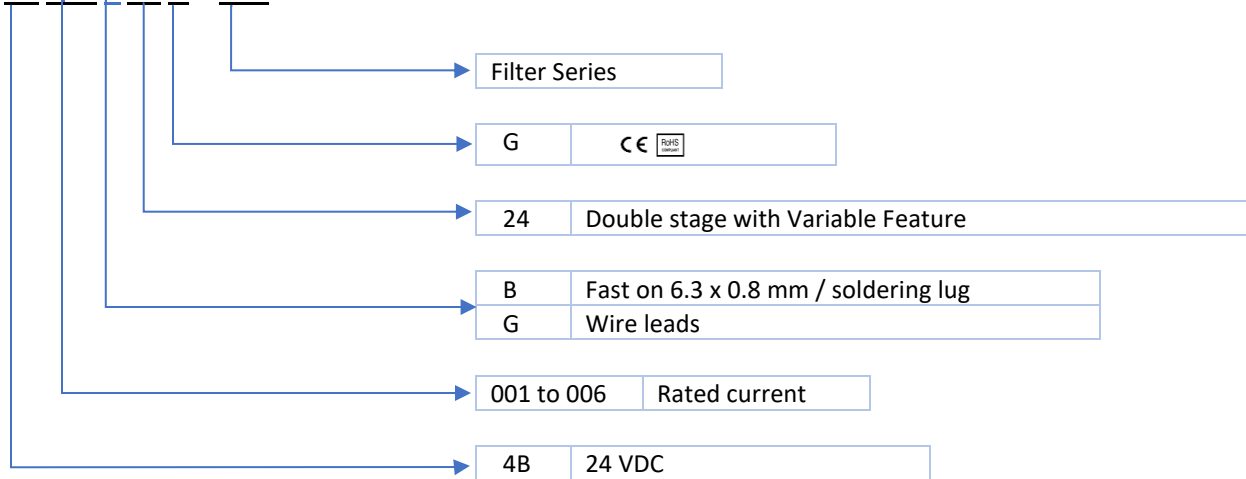 Filter Series
G CE RoHS COMPLIANT
24 Double stage with Variable Feature
B Fast on 6.3 x 0.8 mm / soldering lug
G Wire leads
001 to 006 Rated current
4B 24 VDC